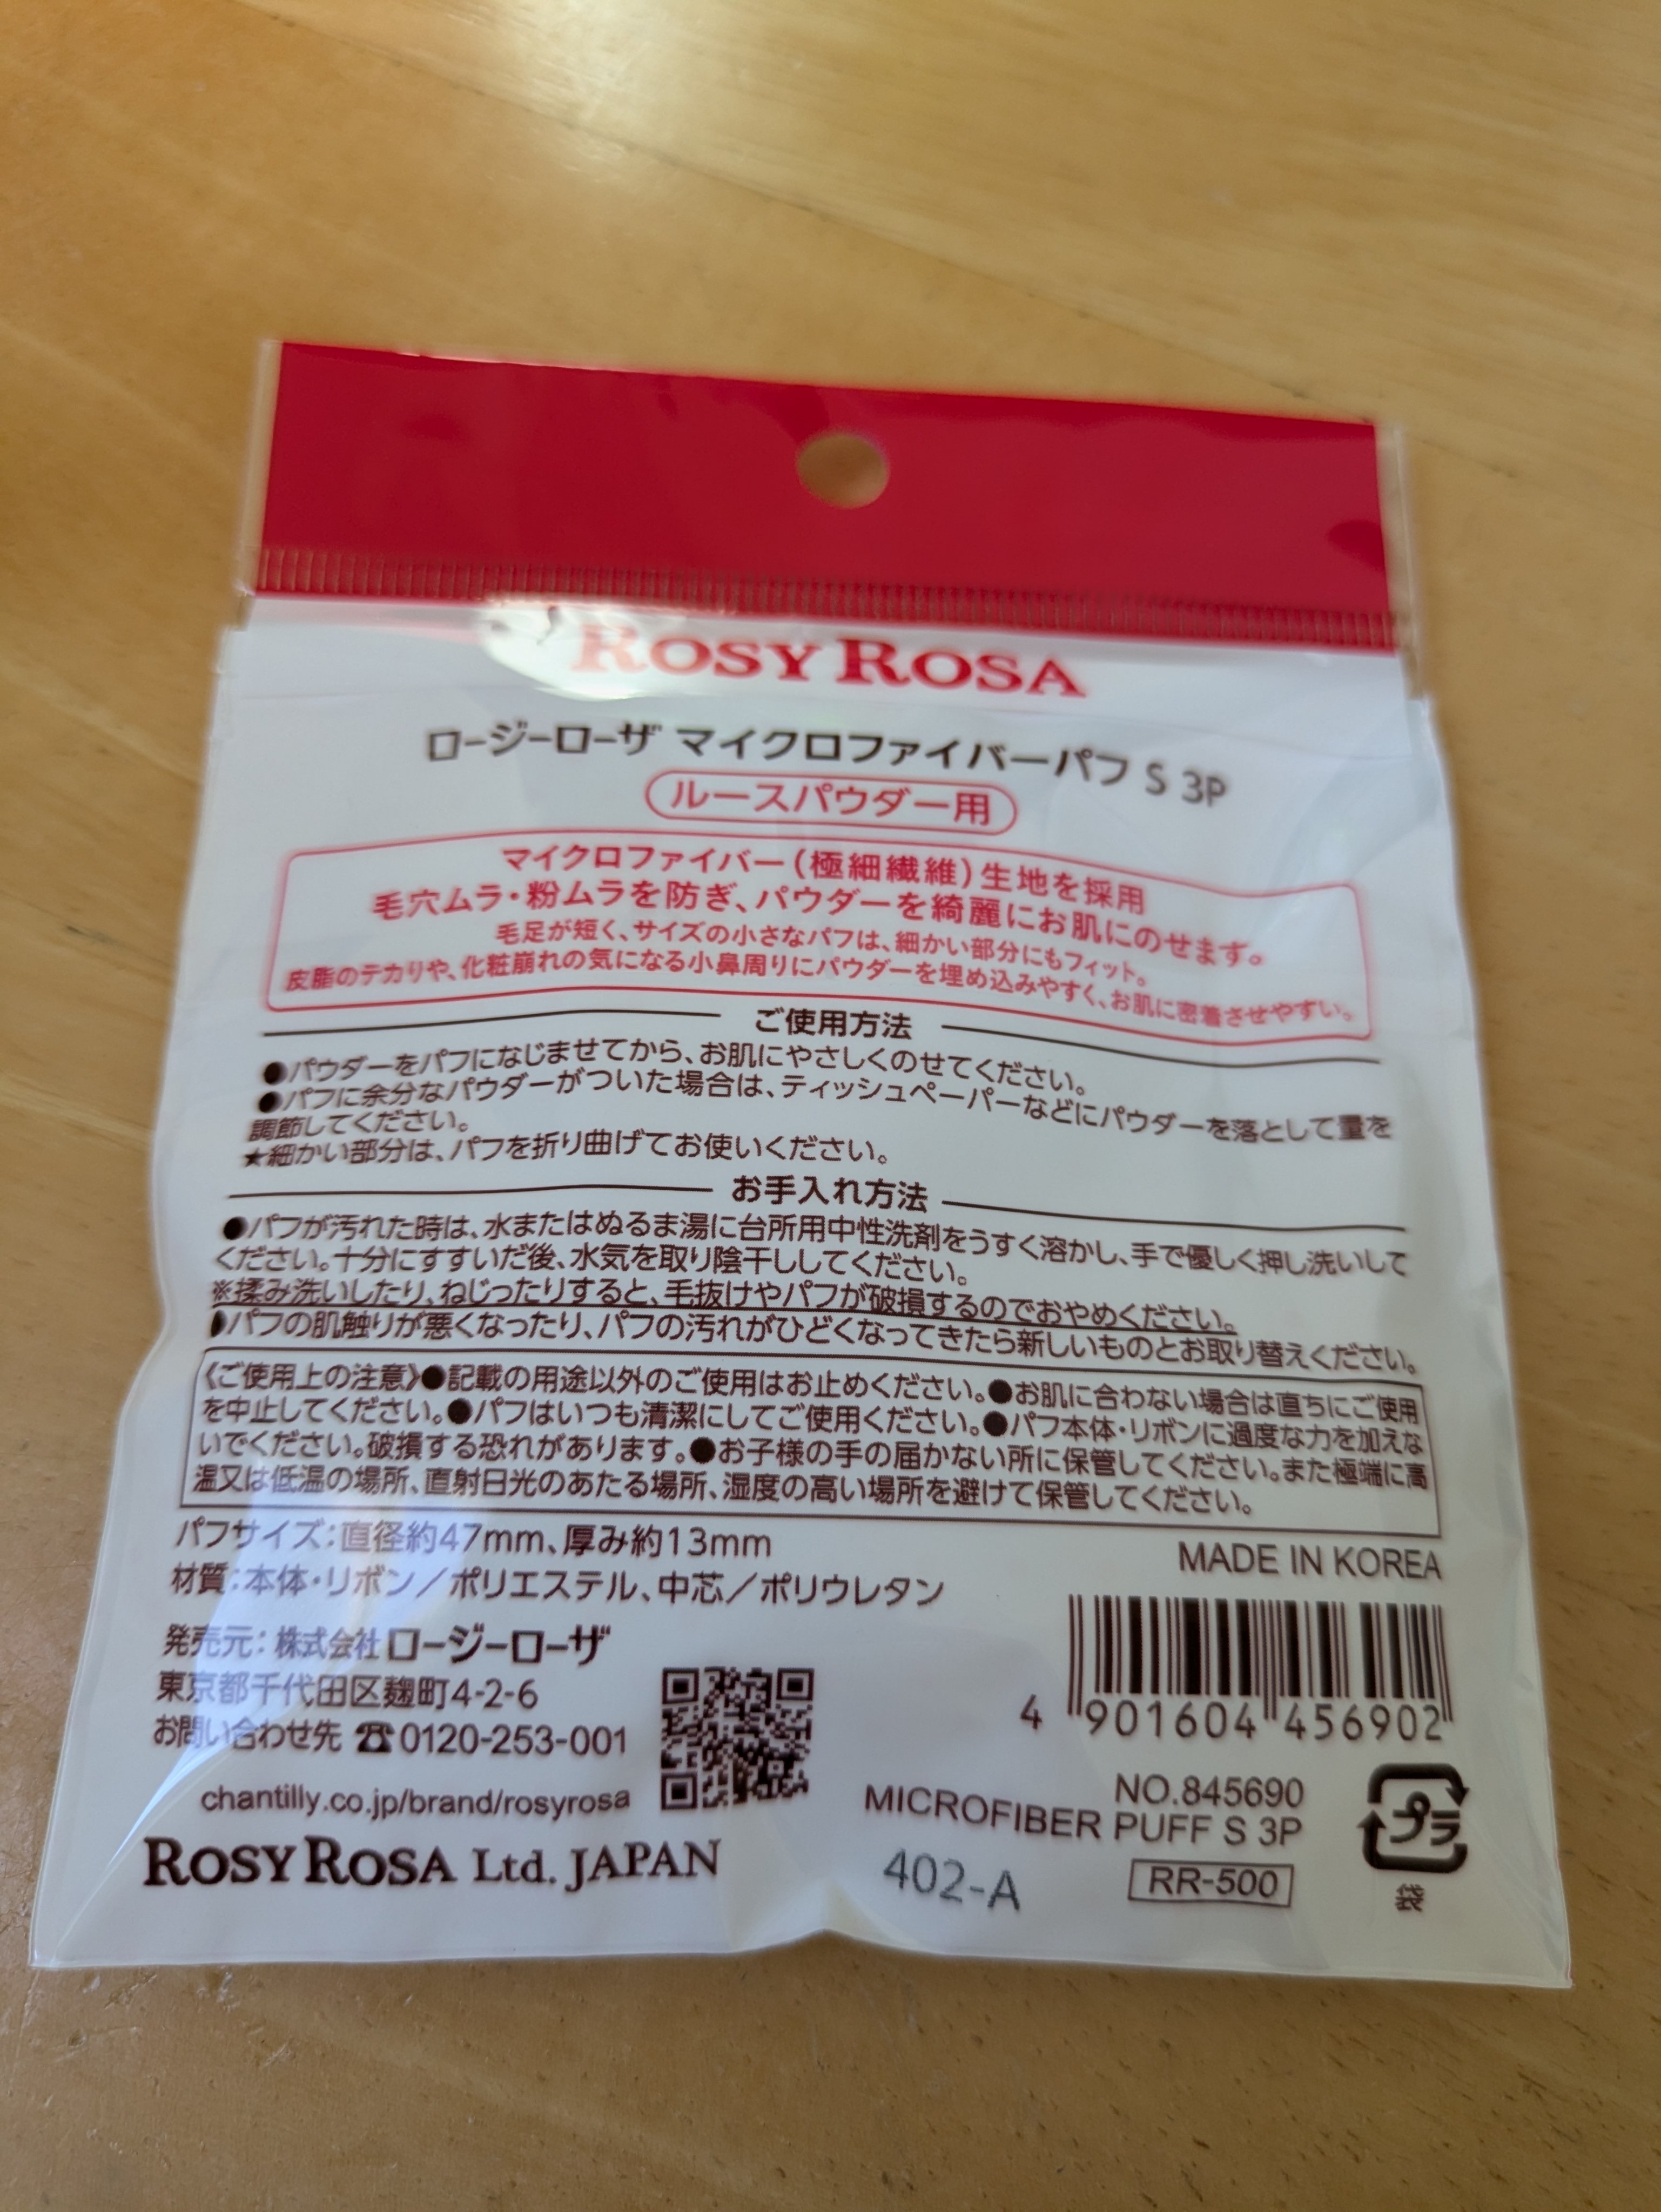 ROSY ROSA
ロージーローザ マイクロファイバーパフ S 3P
ルースパウダー用
マイクロファイバー(極細繊維)生地を採用
毛穴ムラ・粉ムラを防ぎ、パウダーを綺麗にお肌にのせます。
毛足が短く、サイズの小さなパフは、細かい部分にもフィット。
皮脂のテカリや、化粧崩れの気になる小鼻周りにパウダーを埋め込みやすく、お肌に密着させやすい。
ご使用方法
●パウダーをパフになじませてから、お肌にやさしくのせてください。
●パフに余分なパウダーがついた場合は、ティッシュペーパーなどにパウダーを落として量を
調節してください。
★細かい部分は、パフを折り曲げてお使いください。
お手入れ方法
●パフが汚れた時は、水またはぬるま湯に台所用中性洗剤をうすく溶かし、手で優しく押し洗いして
ください。十分にすすいだ後、水気を取り陰干ししてください。
※揉み洗いしたり、ねじったりすると、毛抜けやパフが破損するのでおやめください。
●パフの肌触りが悪くなったり、パフの汚れがひどくなってきたら新しいものとお取り替えください。
《ご使用上の注意》●記載の用途以外のご使用はお止めください。●お肌に合わない場合は直ちにご使用
を中止してください。●パフはいつも清潔にしてご使用ください。●パフ本体・リボンに過度な力を加えな
いでください。破損する恐れがあります。●お子様の手の届かない所に保管してください。また極端に高
温又は低温の場所、直射日光のあたる場所、湿度の高い場所を避けて保管してください。
パフサイズ:直径約47mm、厚み約13mm
材質:本体・リボン/ポリエステル、中芯/ポリウレタン
MADE IN KOREA
発売元:株式会社ロージーローザ
東京都千代田区麹町4-2-6
お問い合わせ先 ☎0120-253-001
chantilly.co.jp/brand/rosyrosa
ROSY ROSA Ltd. JAPAN
4 901604 456902
NO.845690
MICROFIBER PUFF S 3P
402-A
RR-500
プラ
袋